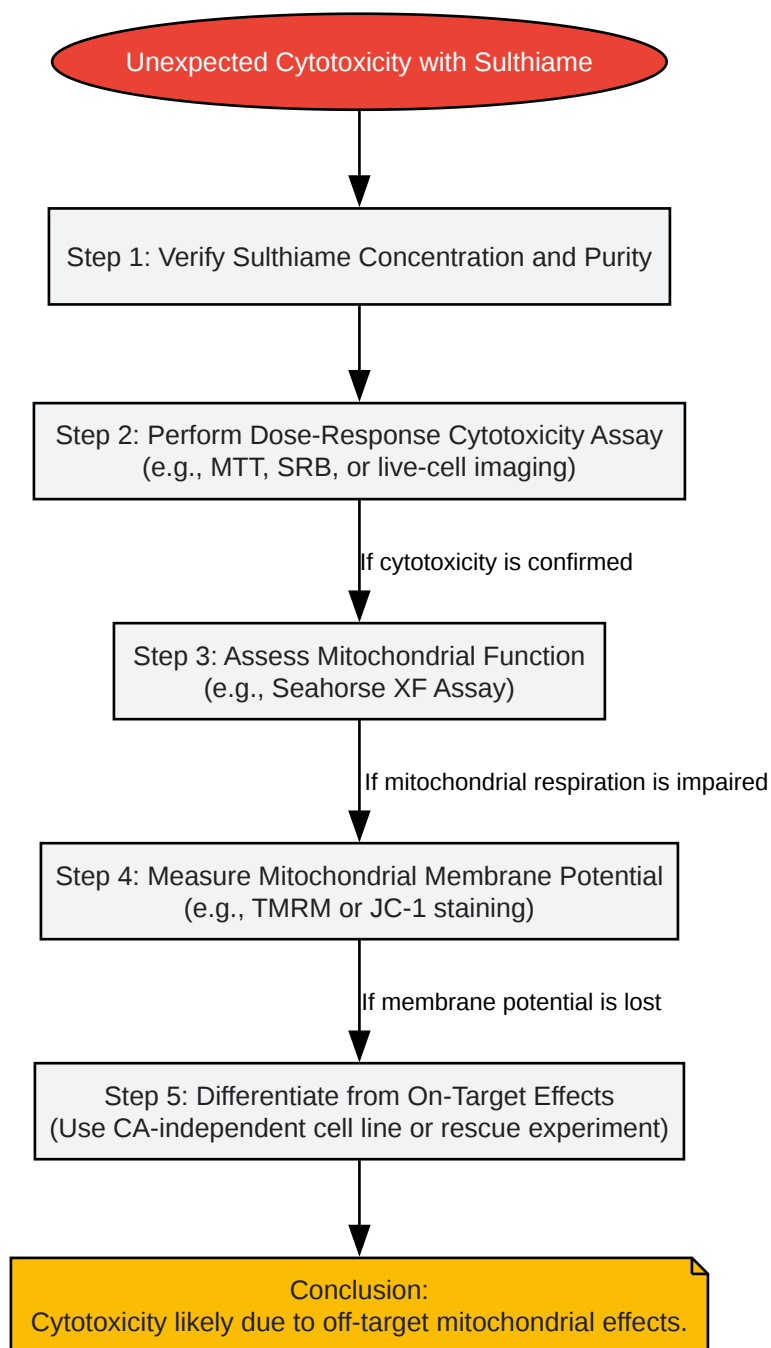 Unexpected Cytotoxicity with Sulthiame
Step 1: Verify Sulthiame Concentration and Purity
Step 2: Perform Dose-Response Cytotoxicity Assay
(e.g., MTT, SRB, or live-cell imaging)
If cytotoxicity is confirmed
Step 3: Assess Mitochondrial Function
(e.g., Seahorse XF Assay)
If mitochondrial respiration is impaired
Step 4: Measure Mitochondrial Membrane Potential
(e.g., TMRM or JC-1 staining)
If membrane potential is lost
Step 5: Differentiate from On-Target Effects
(Use CA-independent cell line or rescue experiment)
Conclusion:
Cytotoxicity likely due to off-target mitochondrial effects.